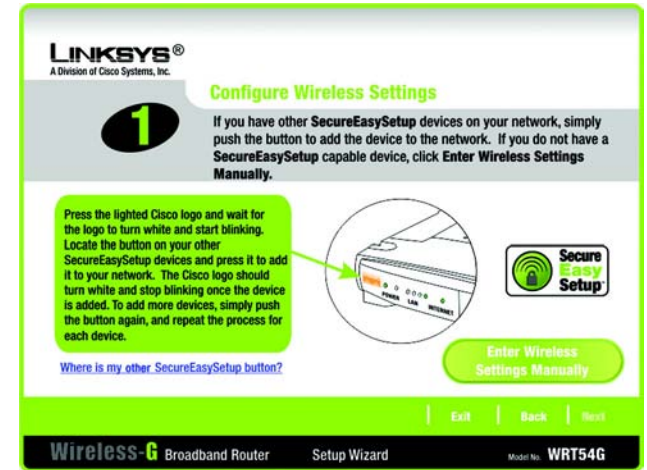 LINKSYS®
A Division of Cisco Systems, Inc.
1
Configure Wireless Settings
If you have other SecureEasySetup devices on your network, simply
push the button to add the device to the network. If you do not have a
SecureEasySetup capable device, click Enter Wireless Settings
Manually.
Press the lighted Cisco logo and wait for
the logo to turn white and start blinking.
Locate the button on your other
SecureEasySetup devices and press it to add
it to your network. The Cisco logo should
turn white and stop blinking once the device
is added. To add more devices, simply push
the button again, and repeat the process for
each device.
Where is my other SecureEasySetup button?
POWER LAN INTERNET
Secure
Easy
Setup
Enter Wireless
Settings Manually
Exit Back Next
Wireless-G Broadband Router Setup Wizard Model No. WRT54G